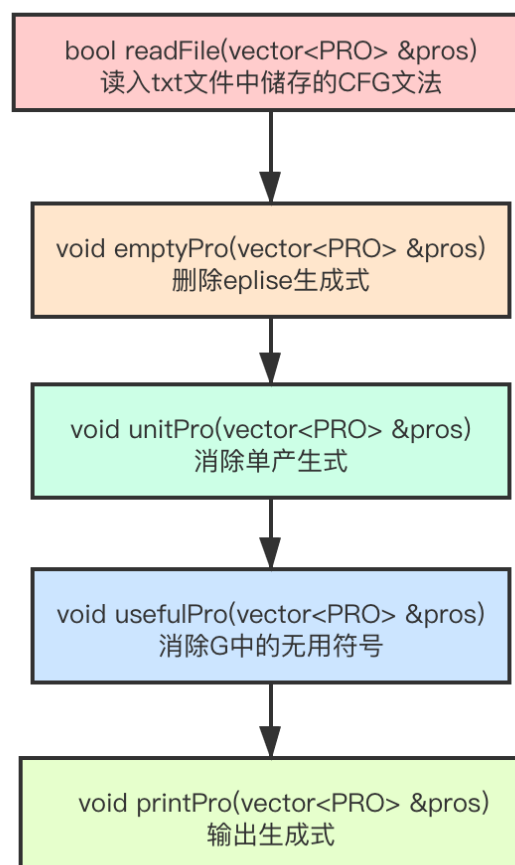 bool readFile(vector<PRO> &pros)
读入txt文件中储存的CFG文法
void emptyPro(vector<PRO> &pros)
删除eplise生成式
void unitPro(vector<PRO> &pros)
消除单产生式
void usefulPro(vector<PRO> &pros)
消除G中的无用符号
void printPro(vector<PRO> &pros)
输出生成式